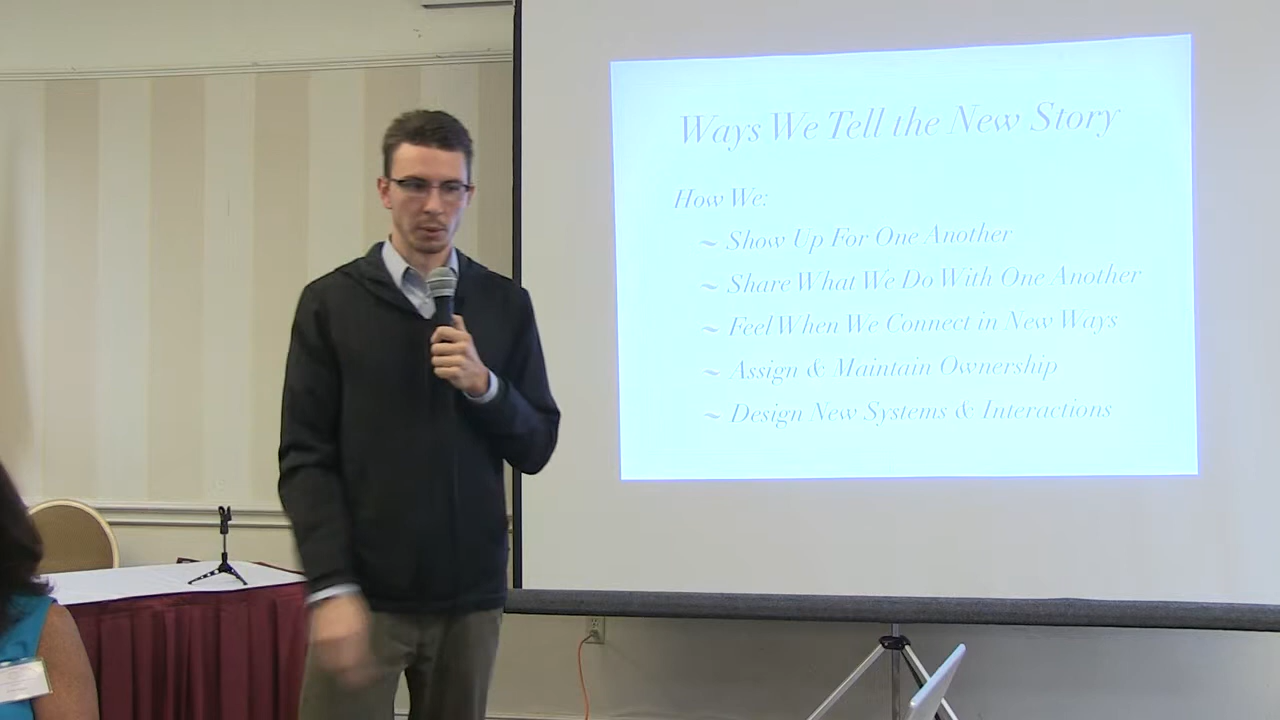 Ways We Tell the New Story
How We:
~ Show Up For One Another
~ Share What We Do With One Another
~ Feel When We Connect in New Ways
~ Assign & Maintain Ownership
~ Design New Systems & Interactions